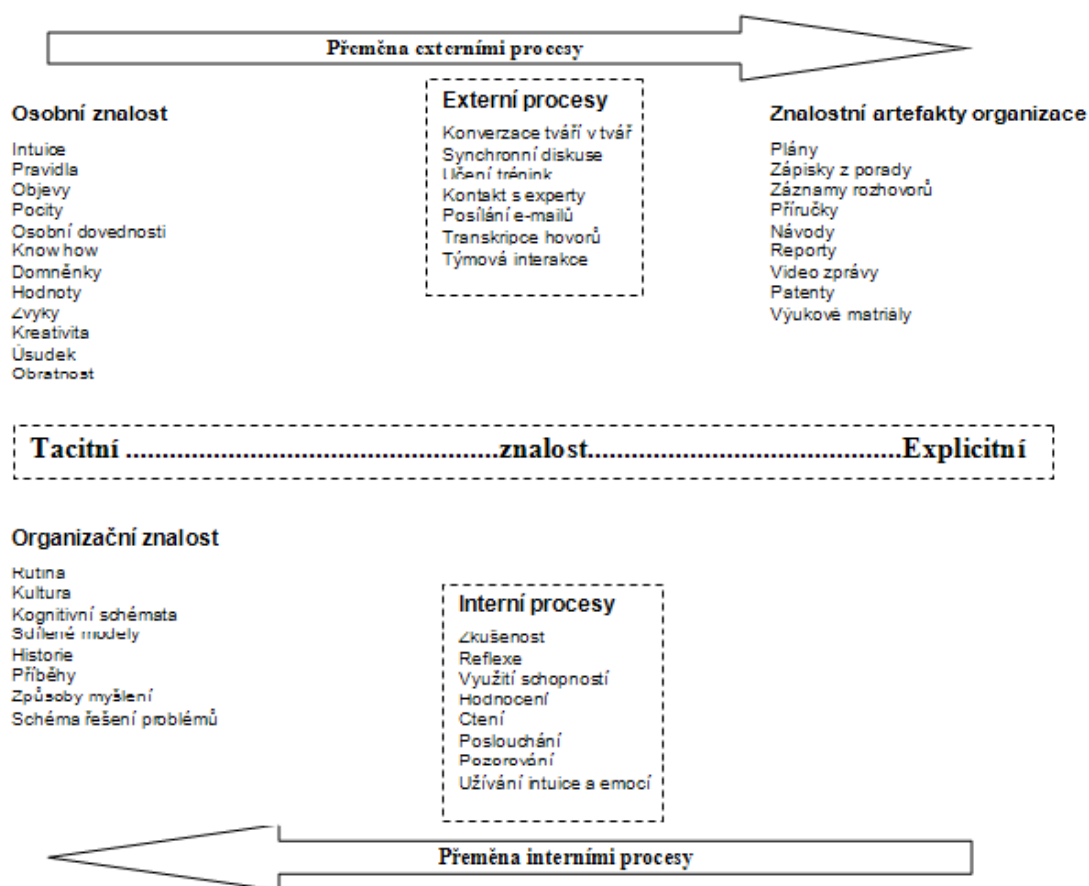 Přeměna externími procesy
Osobní znalost
Intuice
Pravidla
Objevy
Pocity
Osobní dovednosti
Know how
Domněnky
Hodnoty
Zvyky
Kreativita
Úsudek
Obratnost
Externí procesy
Konverzace tváří v tvář
Synchronní diskuse
Učení trénink
Kontakt s experty
Posílání e-mailů
Transkripce hovorů
Týmová interakce
Znalostní artefakty organizace
Plány
Zápisky z porady
Záznamy rozhovorů
Příručky
Návody
Reporty
Video zprávy
Patenty
Výukové matriály
Tacitní ..................................................znalost...........................................Explicitní
Organizační znalost
Rutina
Kultura
Kognitivní schémata
Sdílené modely
Historie
Příběhy
Způsoby myšlení
Schéma řešení problémů
Interní procesy
Zkušenost
Reflexe
Využití schopností
Hodnocení
Čtení
Poslouchání
Pozorování
Užívání intuice a emocí
Přeměna interními procesy